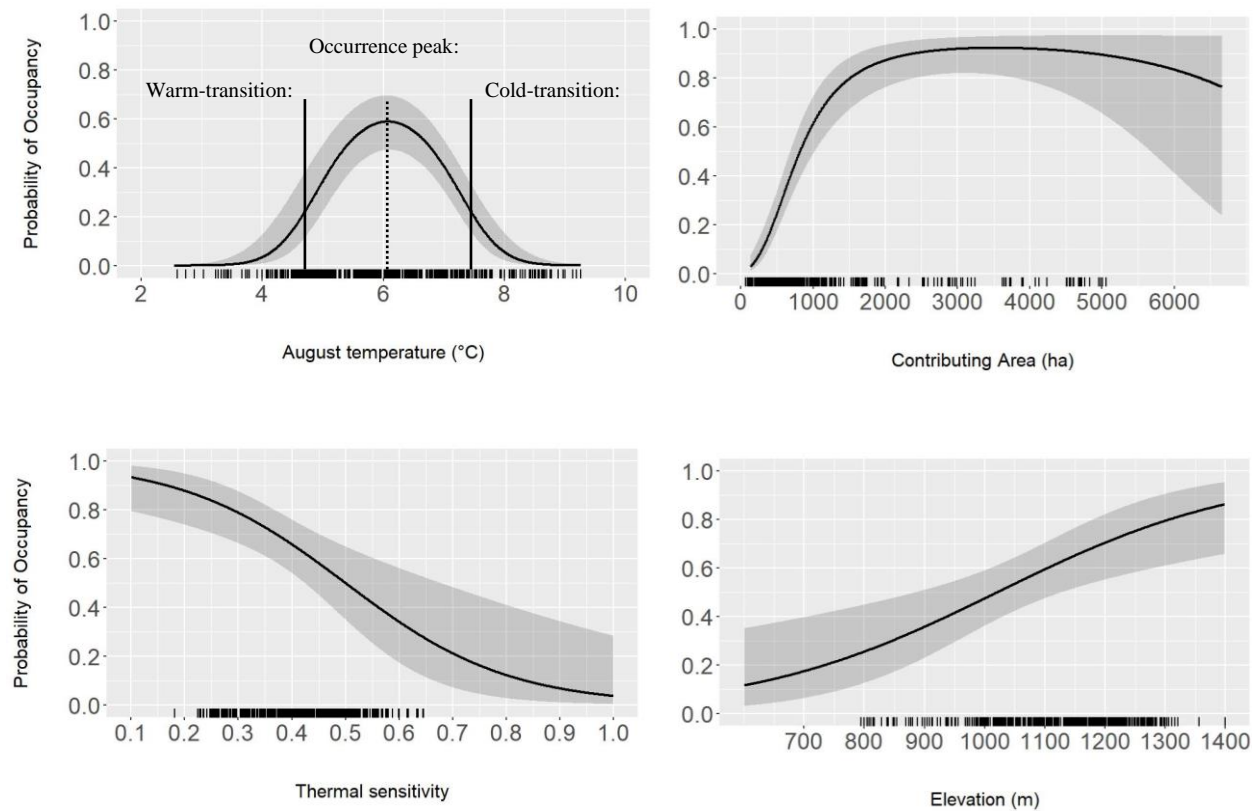 1.0
0.8
0.6
0.4
0.2
0.0
Probability of Occupancy
Occurrence peak:
Warm-transition:
Cold-transition:
2 4 6 8 10
August temperature (°C)
1.0
0.8
0.6
0.4
0.2
0.0
0 1000 2000 3000 4000 5000 6000
Contributing Area (ha)
1.0
0.8
0.6
0.4
0.2
0.0
Probability of Occupancy
0.1 0.2 0.3 0.4 0.5 0.6 0.7 0.8 0.9 1.0
Thermal sensitivity
1.0
0.8
0.6
0.4
0.2
0.0
700 800 900 1000 1100 1200 1300 1400
Elevation (m)